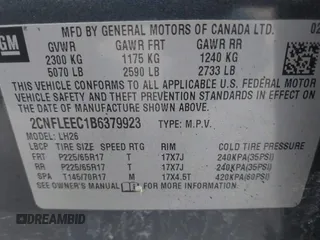 GM
MFD BY GENERAL MOTORS OF CANADA LTD.
02
GVWR GAWR FRT GAWR RR
2300 KG 1175 KG 1240 KG
5070 LB 2590 LB 2733 LB
THIS VEHICLE CONFORMS TO ALL APPLICABLE U.S. FEDERAL
MOTOR VEHICLE SAFETY, BUMPER, AND THEFT PREVENTION STANDARDS
IN EFFECT ON THE DATE OF MANUFACTURE SHOWN ABOVE.
2CNFLEEC1B6379923 TYPE: M.P.V.
MODEL: LH26
LBCP TIRE SIZE SPEED RTG RIM COLD TIRE PRESSURE
FRT P225/65R17 T 17X7J 240KPA(35PSI)
RR P225/65R17 T 17X7J 240KPA(35PSI)
SPA T145/70R17 M 17X4.5T 420KPA(60PSI)
SEE OWNER'S MANUAL FOR MORE INFORMATION.
DREAMBID